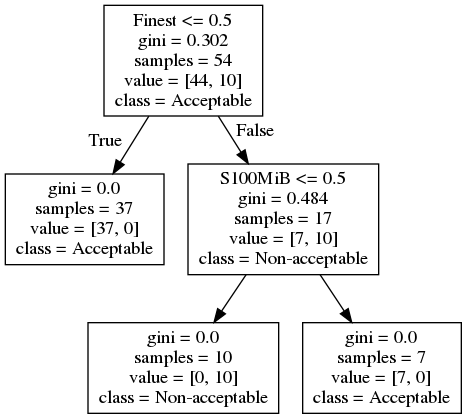 Finest <= 0.5
gini = 0.302
samples = 54
value = [44, 10]
class = Acceptable
True
False
gini = 0.0
samples = 37
value = [37, 0]
class = Acceptable
S100MiB <= 0.5
gini = 0.484
samples = 17
value = [7, 10]
class = Non-acceptable
gini = 0.0
samples = 10
value = [0, 10]
class = Non-acceptable
gini = 0.0
samples = 7
value = [7, 0]
class = Acceptable